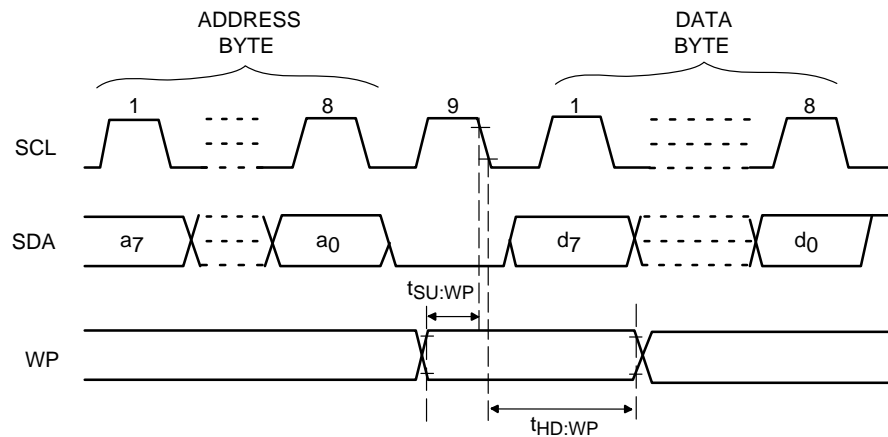 ADDRESS
BYTE
DATA
BYTE
1
8
9
1
8
SCL
SDA
a7
a0
d7
d0
tSU:WP
WP
tHD:WP